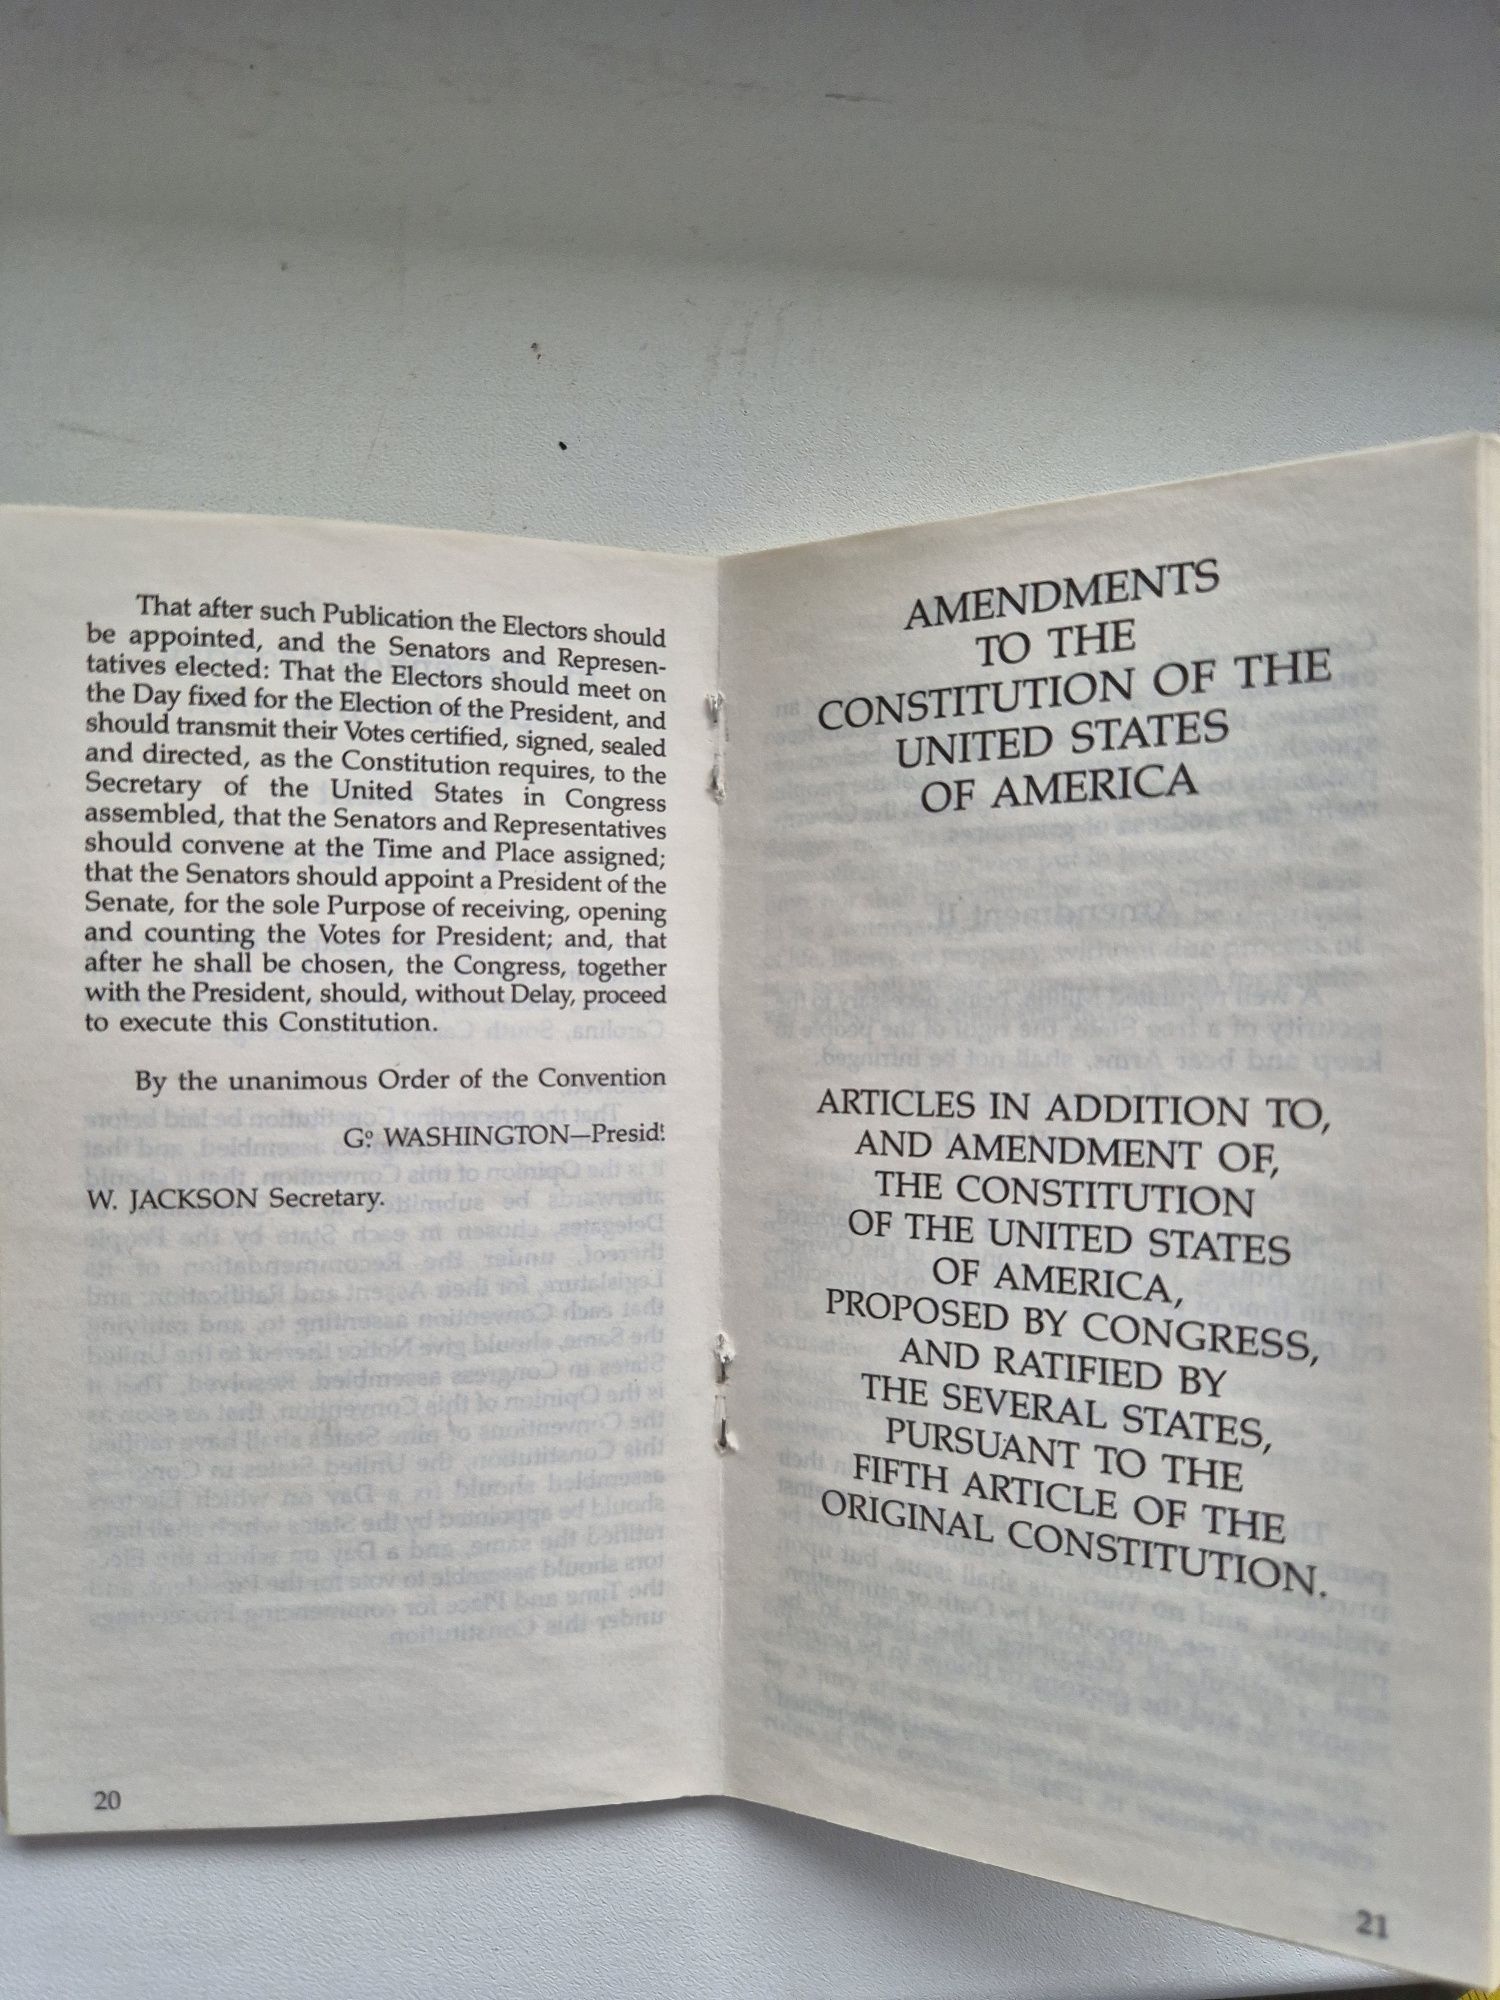 That after such Publication the Electors should
be appointed, and the Senators and Represen-
tatives elected: That the Electors should meet on
the Day fixed for the Election of the President, and
should transmit their Votes certified, signed, sealed
and directed, as the Constitution requires, to the
Secretary of the United States in Congress
assembled, that the Senators and Representatives
should convene at the Time and Place assigned;
that the Senators should appoint a President of the
Senate, for the sole Purpose of receiving, opening
and counting the Votes for President; and, that
after he shall be chosen, the Congress, together
with the President, should, without Delay, proceed
to execute this Constitution.
By the unanimous Order of the Convention
Gº WASHINGTON—Presidᵗ.
W. JACKSON Secretary.
20
AMENDMENTS
TO THE
CONSTITUTION OF THE
UNITED STATES
OF AMERICA
ARTICLES IN ADDITION TO,
AND AMENDMENT OF,
THE CONSTITUTION
OF THE UNITED STATES
OF AMERICA,
PROPOSED BY CONGRESS,
AND RATIFIED BY
THE SEVERAL STATES,
PURSUANT TO THE
FIFTH ARTICLE OF THE
ORIGINAL CONSTITUTION.
21